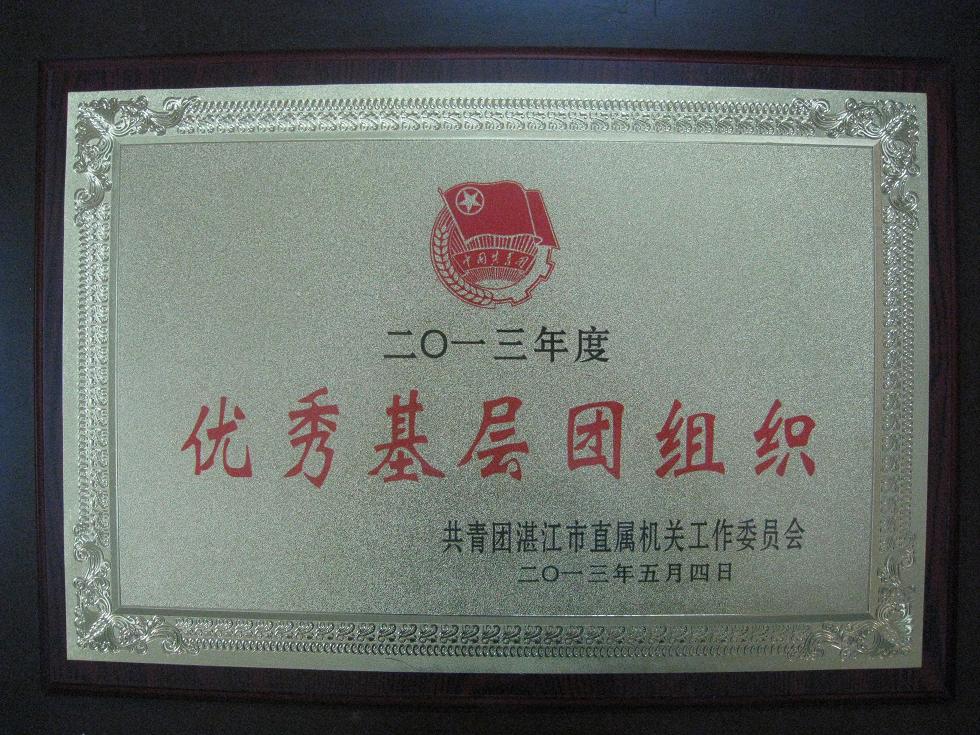 中国共青团
二〇一三年度
优秀基层团组织
共青团湛江市直属机关工作委员会
二〇一三年五月四日